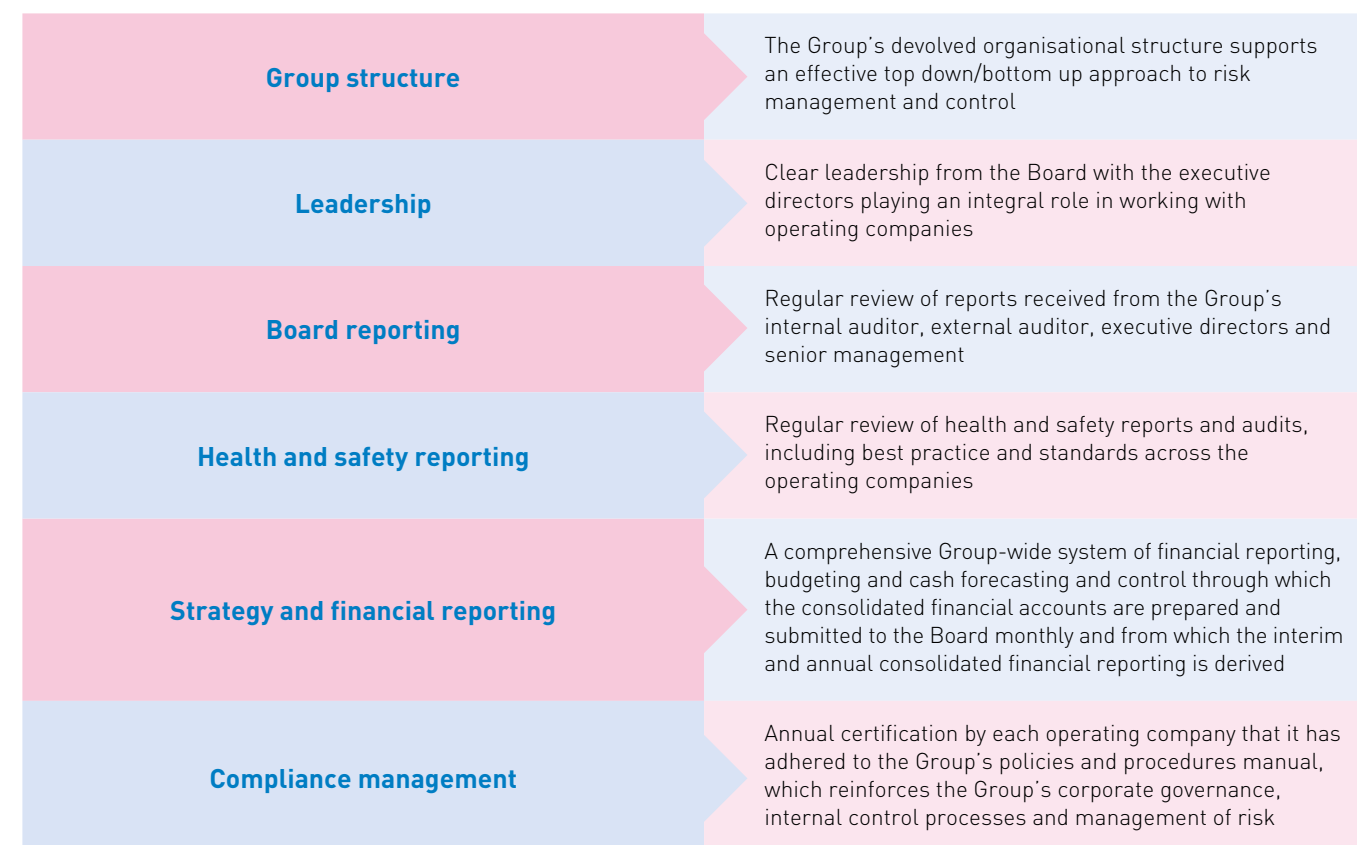 Group structure
The Group's devolved organisational structure supports
an effective top down/bottom up approach to risk
management and control
Leadership
Clear leadership from the Board with the executive
directors playing an integral role in working with
operating companies
Board reporting
Regular review of reports received from the Group's
internal auditor, external auditor, executive directors and
senior management
Health and safety reporting
Regular review of health and safety reports and audits,
including best practice and standards across the
operating companies
Strategy and financial reporting
A comprehensive Group-wide system of financial reporting,
budgeting and cash forecasting and control through which
the consolidated financial accounts are prepared and
submitted to the Board monthly and from which the interim
and annual consolidated financial reporting is derived
Compliance management
Annual certification by each operating company that it has
adhered to the Group's policies and procedures manual,
which reinforces the Group's corporate governance,
internal control processes and management of risk